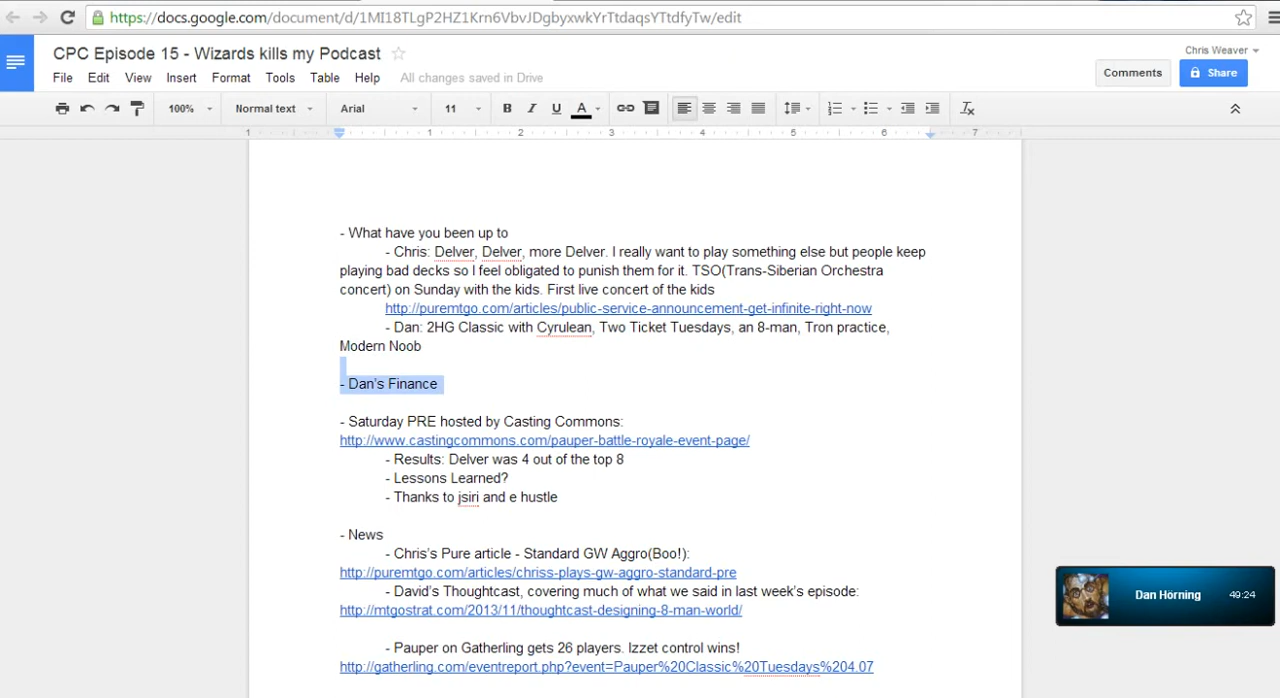 https://docs.google.com/document/d/1MI18TLgP2HZ1Krn6VbvJDgbyxwkYrTtdaqsYTtdfyTw/edit
CPC Episode 15 - Wizards kills my Podcast
Chris Weaver
File Edit View Insert Format Tools Table Help All changes saved in Drive
Comments Share
100% Normal text Arial 11 B I U A
1 1 2 3 4 5 6 7
- What have you been up to
- Chris: Delver, Delver, more Delver. I really want to play something else but people keep
playing bad decks so I feel obligated to punish them for it. TSO(Trans-Siberian Orchestra
concert) on Sunday with the kids. First live concert of the kids
http://puremtgo.com/articles/public-service-announcement-get-infinite-right-now
- Dan: 2HG Classic with Cyrulean, Two Ticket Tuesdays, an 8-man, Tron practice,
Modern Noob
- Dan's Finance
- Saturday PRE hosted by Casting Commons:
http://www.castingcommons.com/pauper-battle-royale-event-page/
- Results: Delver was 4 out of the top 8
- Lessons Learned?
- Thanks to jsiri and e hustle
- News
- Chris's Pure article - Standard GW Aggro(Boo!):
http://puremtgo.com/articles/chriss-plays-gw-aggro-standard-pre
- David's Thoughtcast, covering much of what we said in last week's episode:
http://mtgostrat.com/2013/11/thoughtcast-designing-8-man-world/
Dan Horning 49:24
- Pauper on Gatherling gets 26 players. Izzet control wins!
http://gatherling.com/eventreport.php?event=Pauper%20Classic%20Tuesdays%204.07